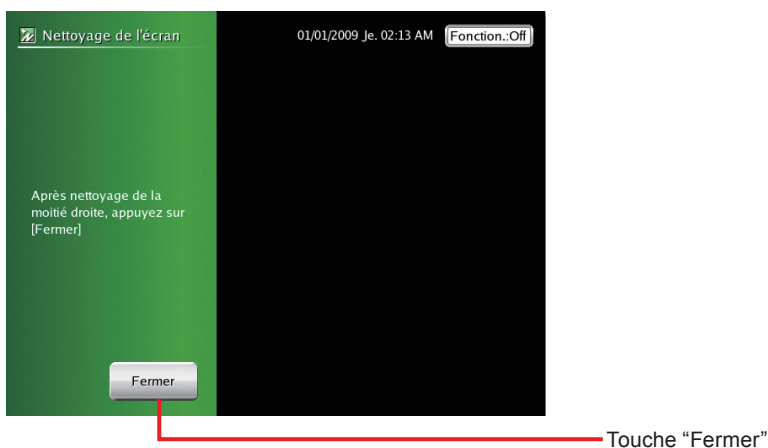 Nettoyage de l'écran
01/01/2009 Je. 02:13 AM
Fonction.:Off
Après nettoyage de la
moitié droite, appuyez sur
[Fermer]
Fermer
Touche “Fermer”